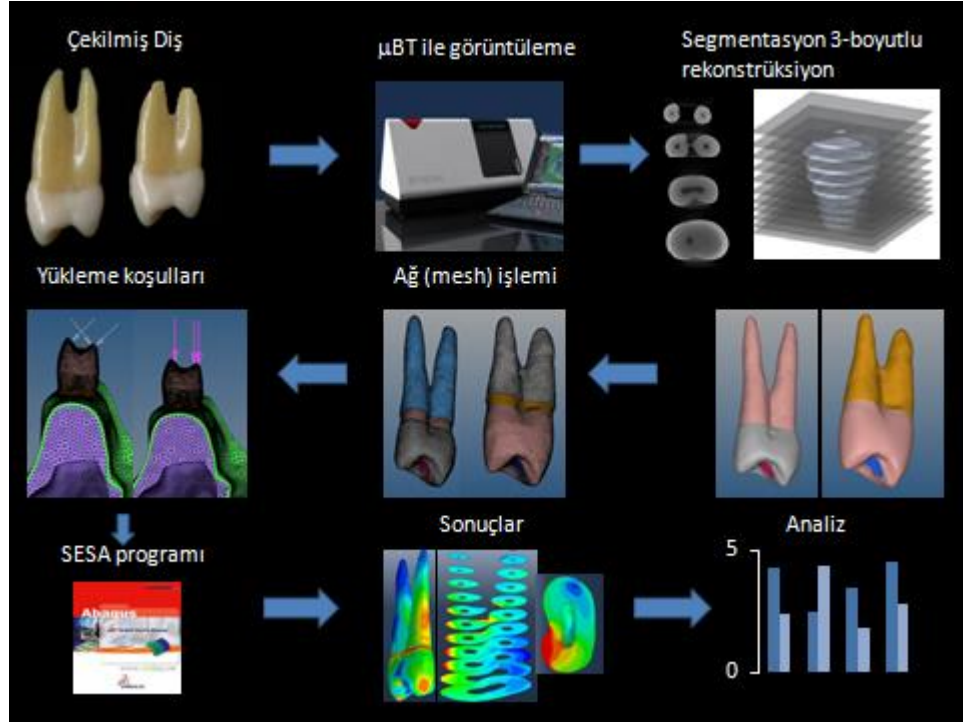 Çekilmiş Diş
µBT ile görüntüleme
Segmentasyon 3-boyutlu
rekonstrüksiyon
Yükleme koşulları
Ağ (mesh) işlemi
SESA programı
Abaqus
Sonuçlar
Analiz
5
0